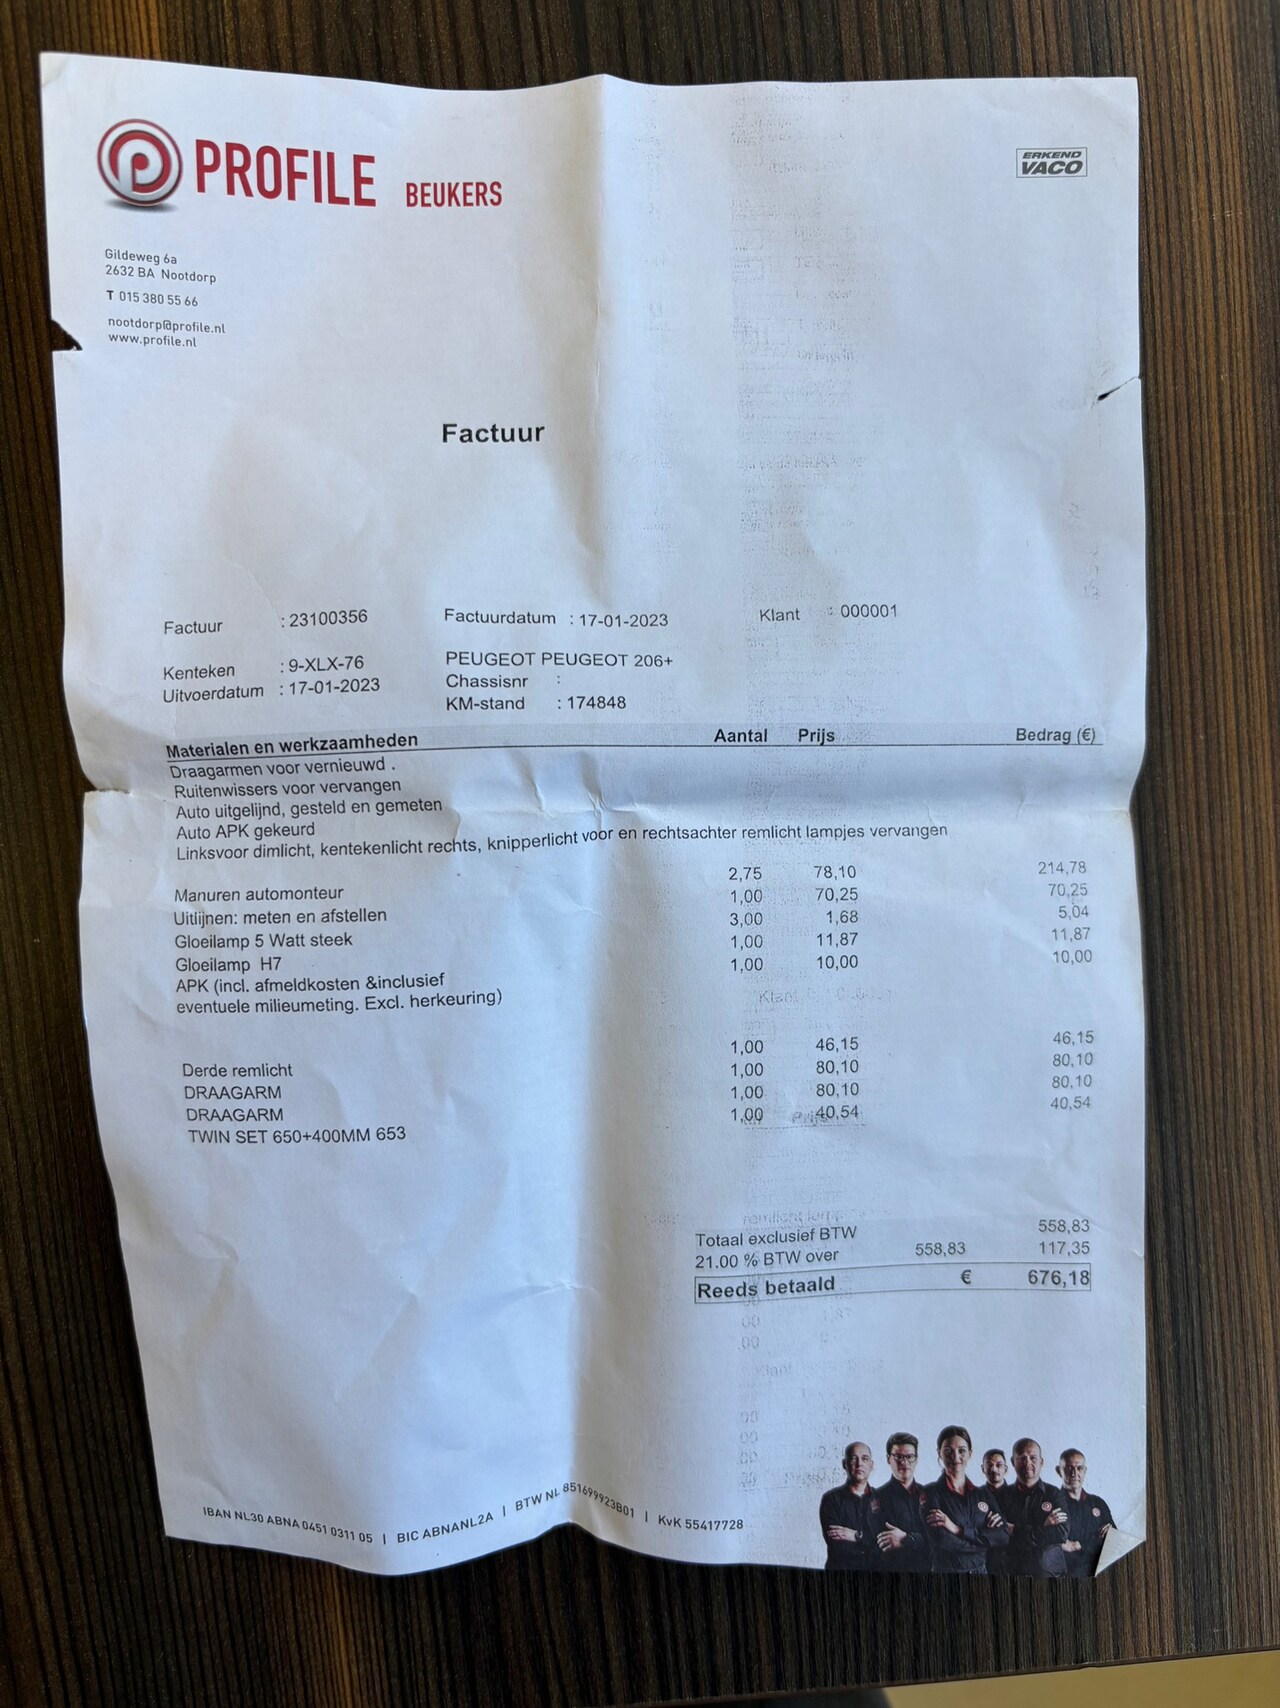 PROFILE BEUKERS
ERKEND
VACO
Gildeweg 6a
2632 BA Nootdorp
T 015 380 55 66
nootdorp@profile.nl
www.profile.nl
Factuur
Factuur : 23100356 Factuurdatum : 17-01-2023 Klant : 000001
Kenteken : 9-XLX-76 PEUGEOT PEUGEOT 206+
Uitvoerdatum : 17-01-2023 Chassisnr :
KM-stand : 174848
Materialen en werkzaamheden Aantal Prijs Bedrag (€)
Draagarmen voor vernieuwd .
Ruitenwissers voor vervangen
Auto uitgelijnd, gesteld en gemeten
Auto APK gekeurd
Linksvoor dimlicht, kentekenlicht rechts, knipperlicht voor en rechtsachter remlicht lampjes vervangen
Manuren automonteur 2,75 78,10 214,78
Uitlijnen: meten en afstellen 1,00 70,25 70,25
Gloeilamp 5 Watt steek 3,00 1,68 5,04
Gloeilamp H7 1,00 11,87 11,87
APK (incl. afmeldkosten &inclusief 1,00 10,00 10,00
eventuele milieumeting. Excl. herkeuring)
Derde remlicht 1,00 46,15 46,15
DRAAGARM 1,00 80,10 80,10
DRAAGARM 1,00 80,10 80,10
TWIN SET 650+400MM 653 1,00 40,54 40,54
Totaal exclusief BTW 558,83
21.00 % BTW over 558,83 117,35
Reeds betaald € 676,18
IBAN NL30 ABNA 0451 0311 05 | BIC ABNANL2A | BTW NL 851699923B01 | KvK 55417728